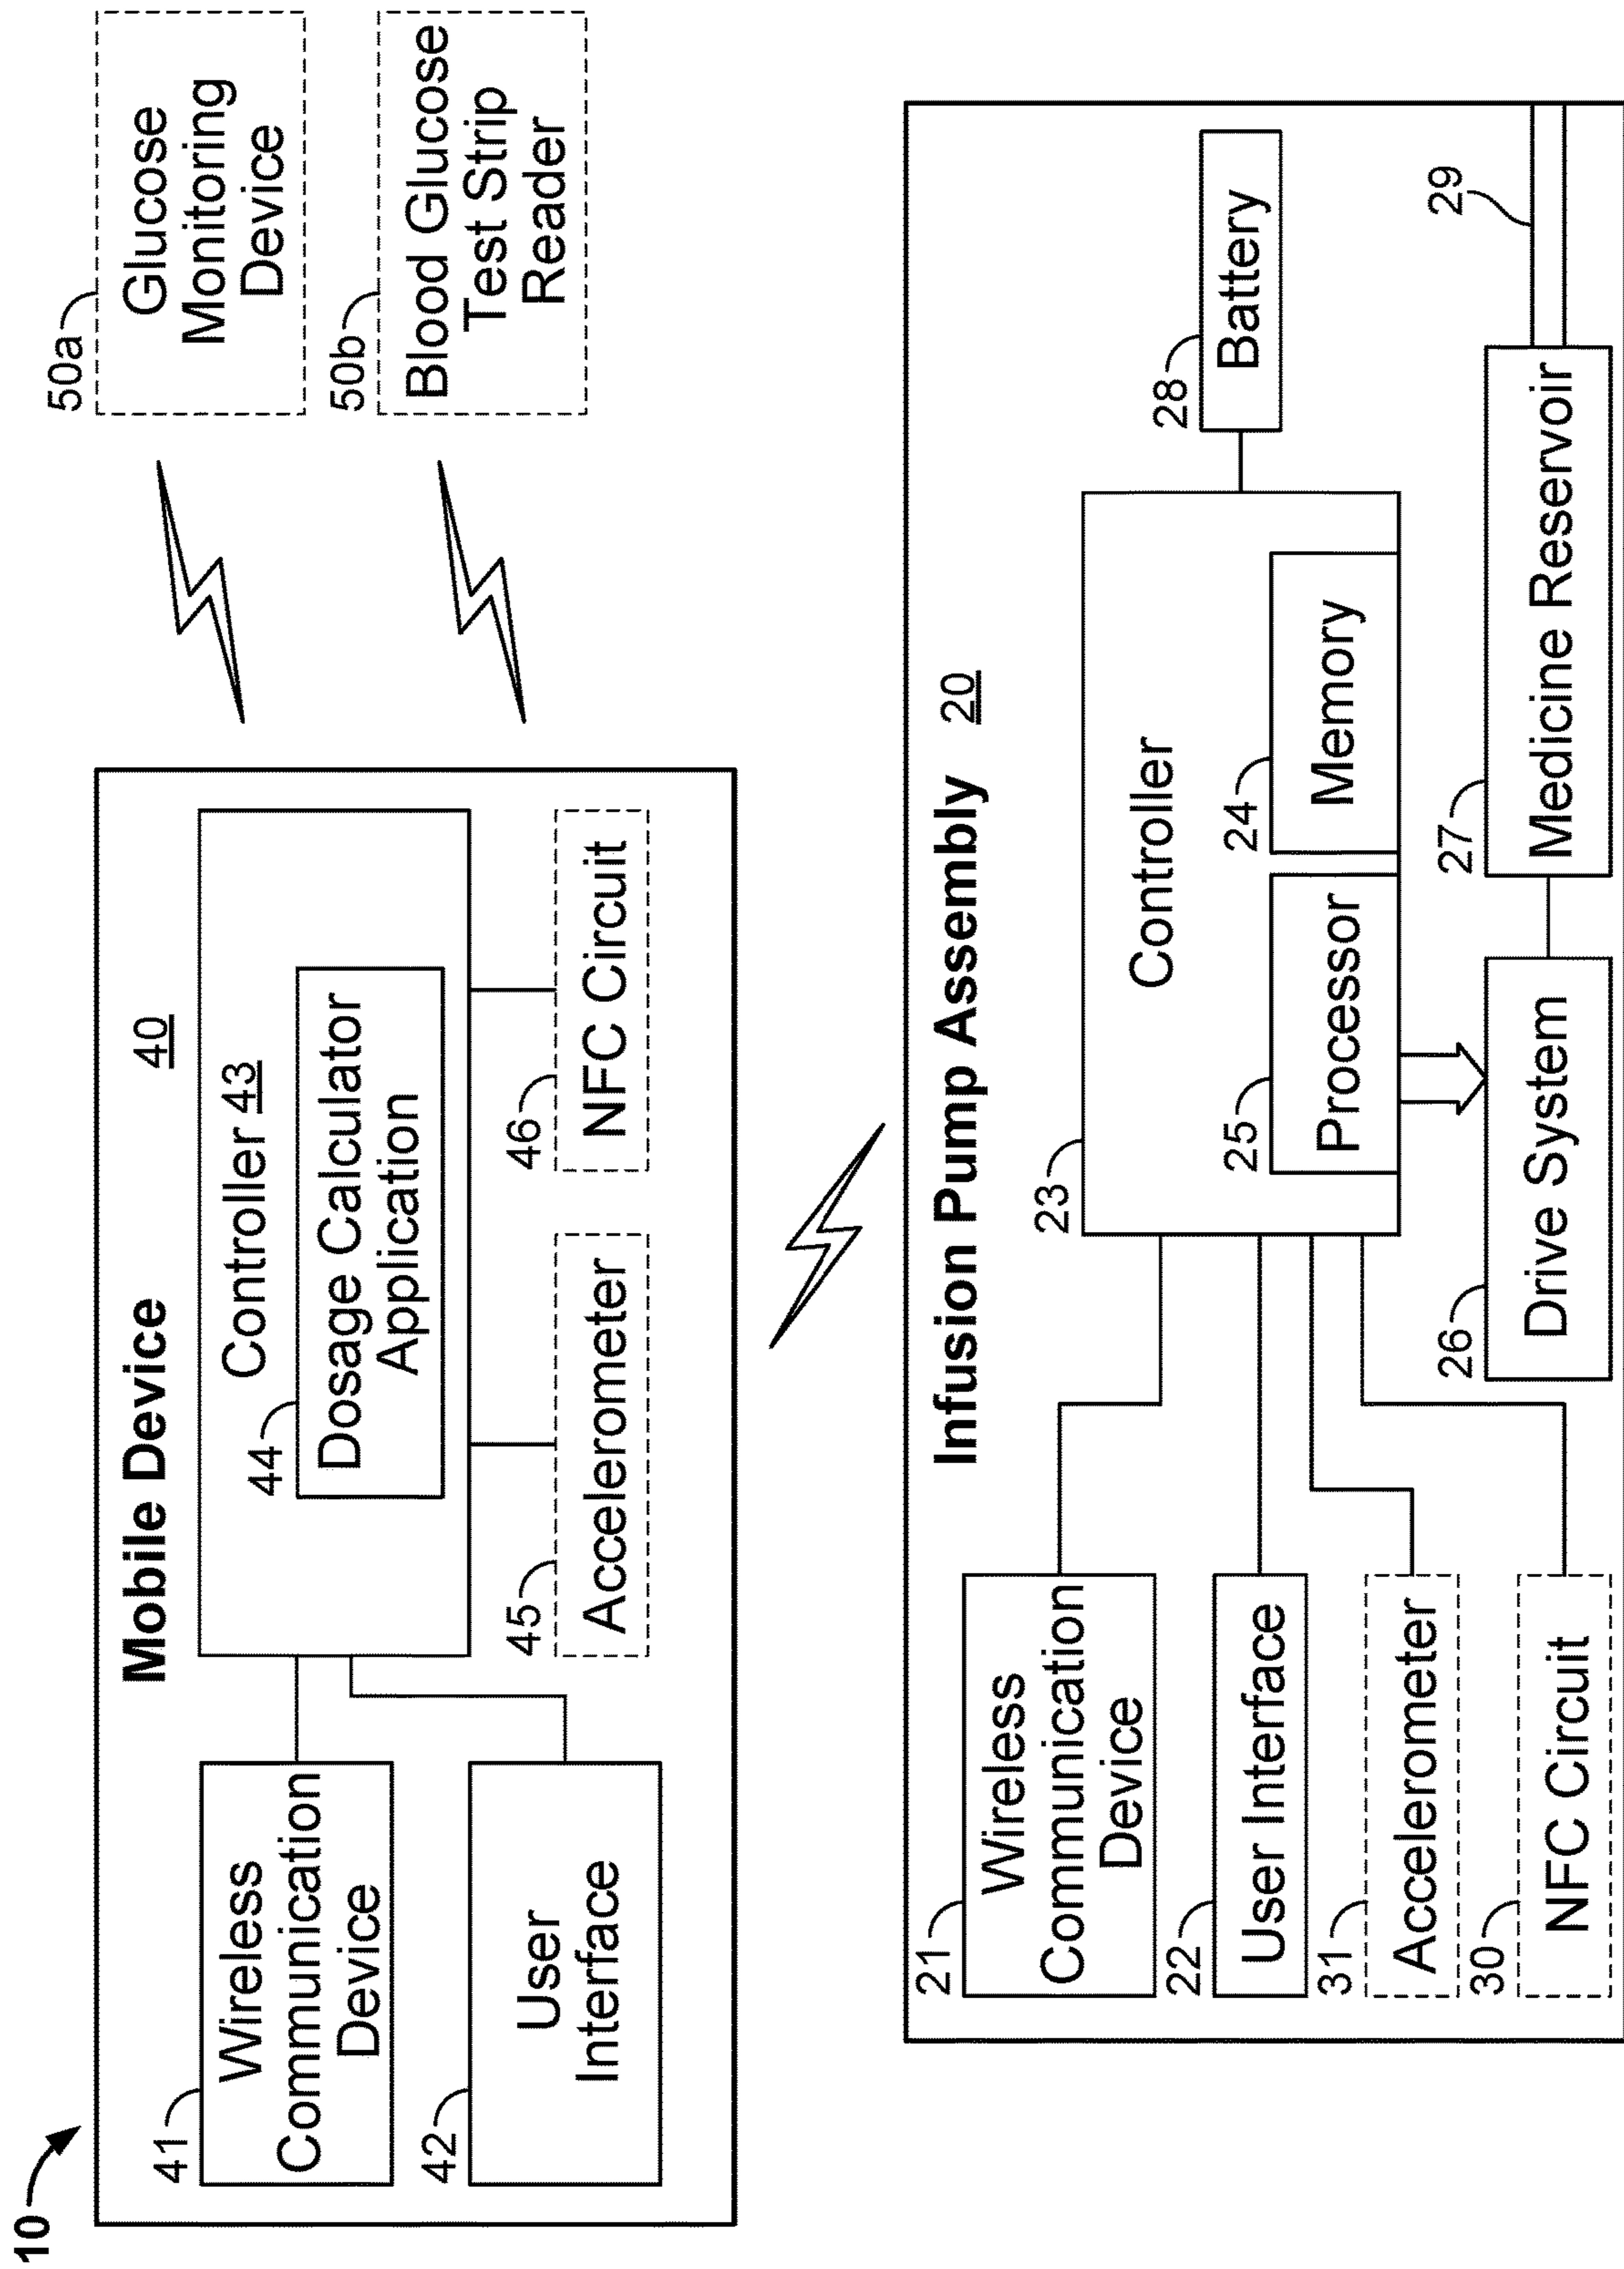 10
Mobile Device
40
41
Wireless
Communication
Device
42
User
Interface
Controller 43
44
Dosage Calculator
Application
45
Accelerometer
46
NFC Circuit
50a
Glucose
Monitoring
Device
50b
Blood Glucose
Test Strip
Reader
Infusion Pump Assembly
20
21
Wireless
Communication
Device
22
User Interface
31
Accelerometer
30
NFC Circuit
23
Controller
25
Processor
24
Memory
28
Battery
26
Drive System
27
Medicine Reservoir
29